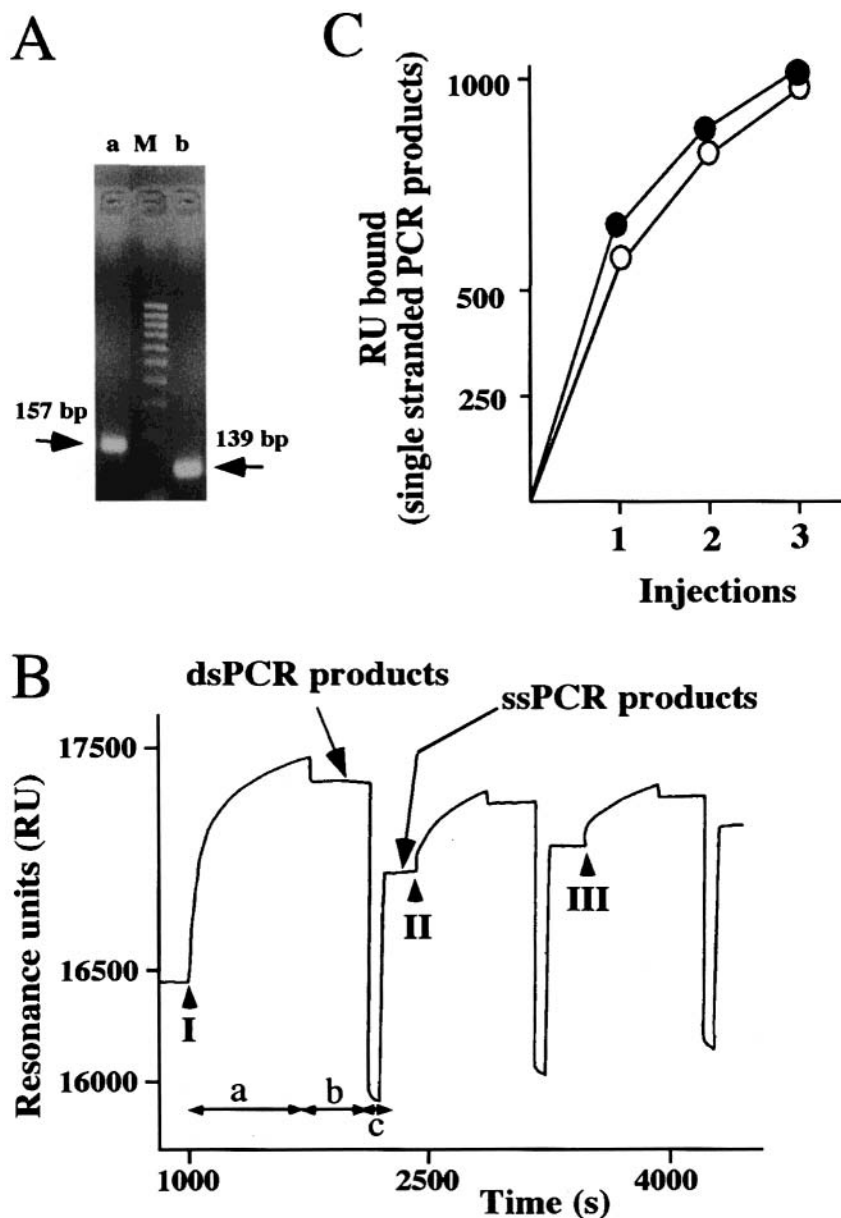 A
a M b
157 bp
139 bp
C
RU bound
(single stranded PCR products)
1000
500
250
1 2 3
Injections
B
dsPCR products
ssPCR products
Resonance units (RU)
17500
16500
16000
I
II
III
a
b
c
1000 2500 4000
Time (s)